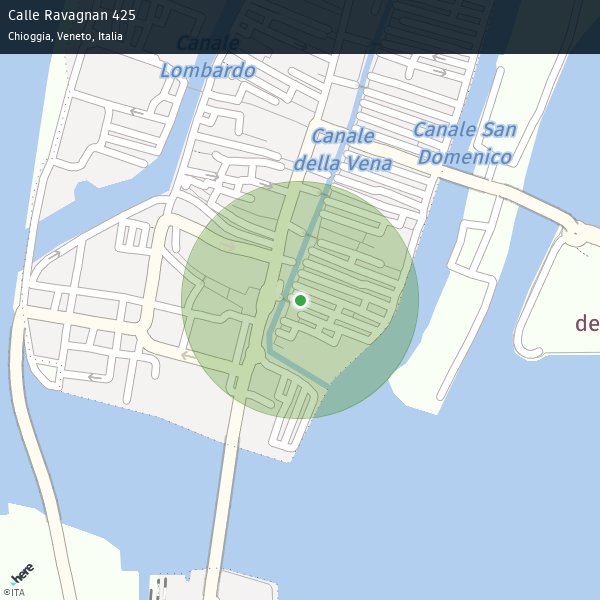 Calle Ravagnan 425
Chioggia, Veneto, Italia
Canale
Lombardo
Canale
della Vena
Canale San
Domenico
de
here
©ITA